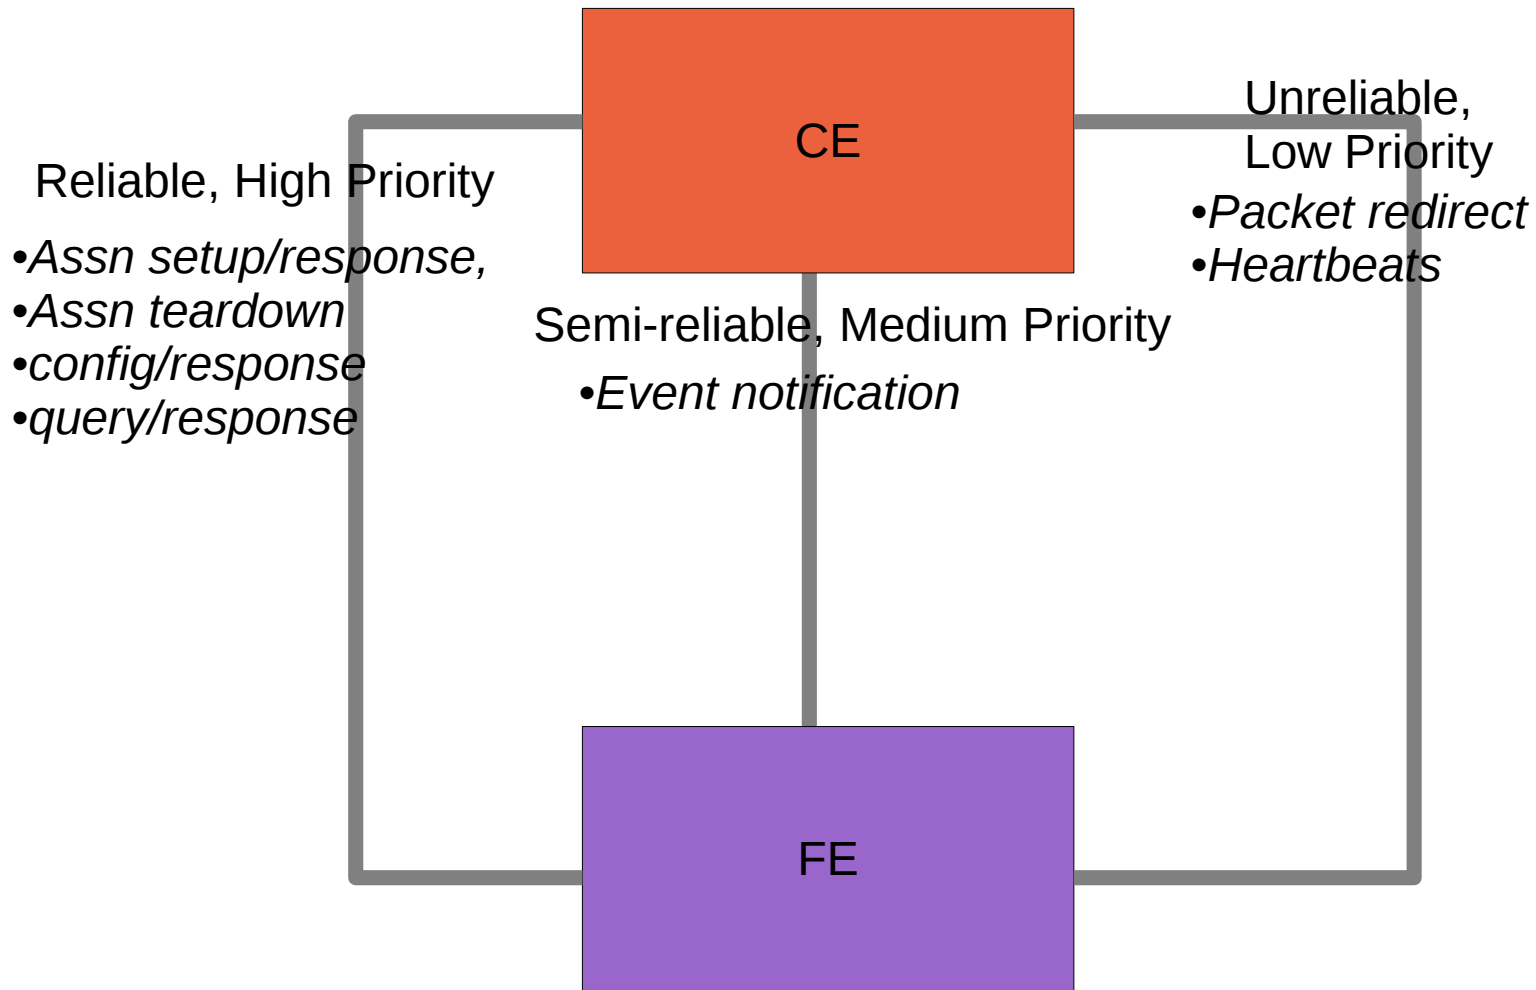 CE
Unreliable,
Low Priority
•Packet redirect
•Heartbeats
Reliable, High Priority
•Assn setup/response,
•Assn teardown
•config/response
•query/response
Semi-reliable, Medium Priority
•Event notification
FE